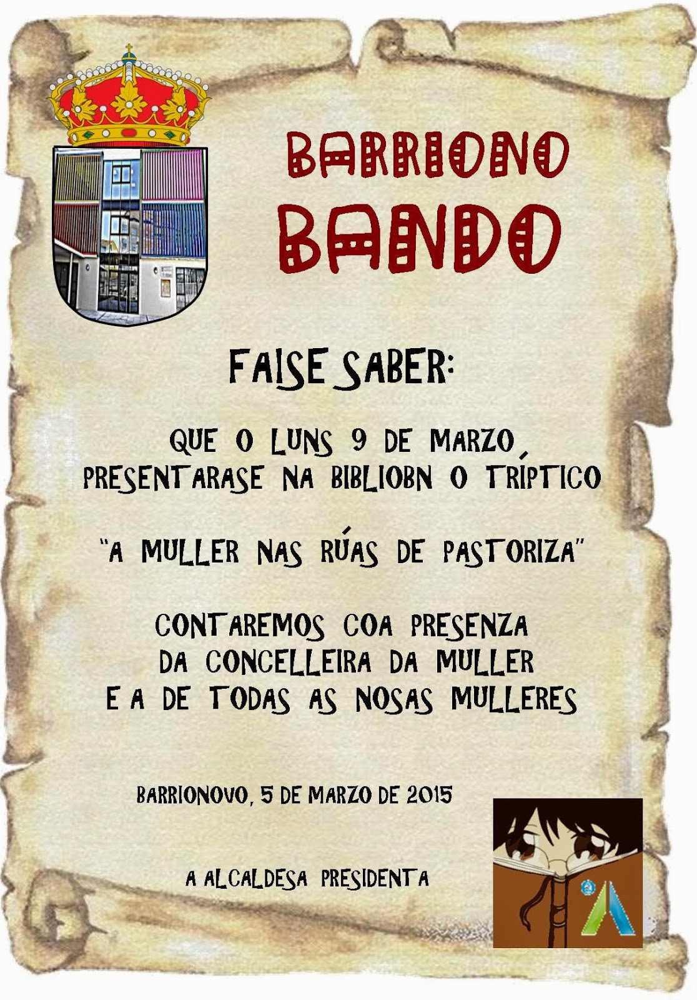 BARRIONO
BANDO
FAISE SABER:
QUE O LUNS 9 DE MARZO
PRESENTARASE NA BIBLIOBN O TRÍPTICO
“A MULLER NAS RÚAS DE PASTORIZA”
CONTAREMOS COA PRESENZA
DA CONCELLEIRA DA MULLER
E A DE TODAS AS NOSAS MULLERES
BARRIONOVO, 5 DE MARZO DE 2015
A ALCALDESA PRESIDENTA